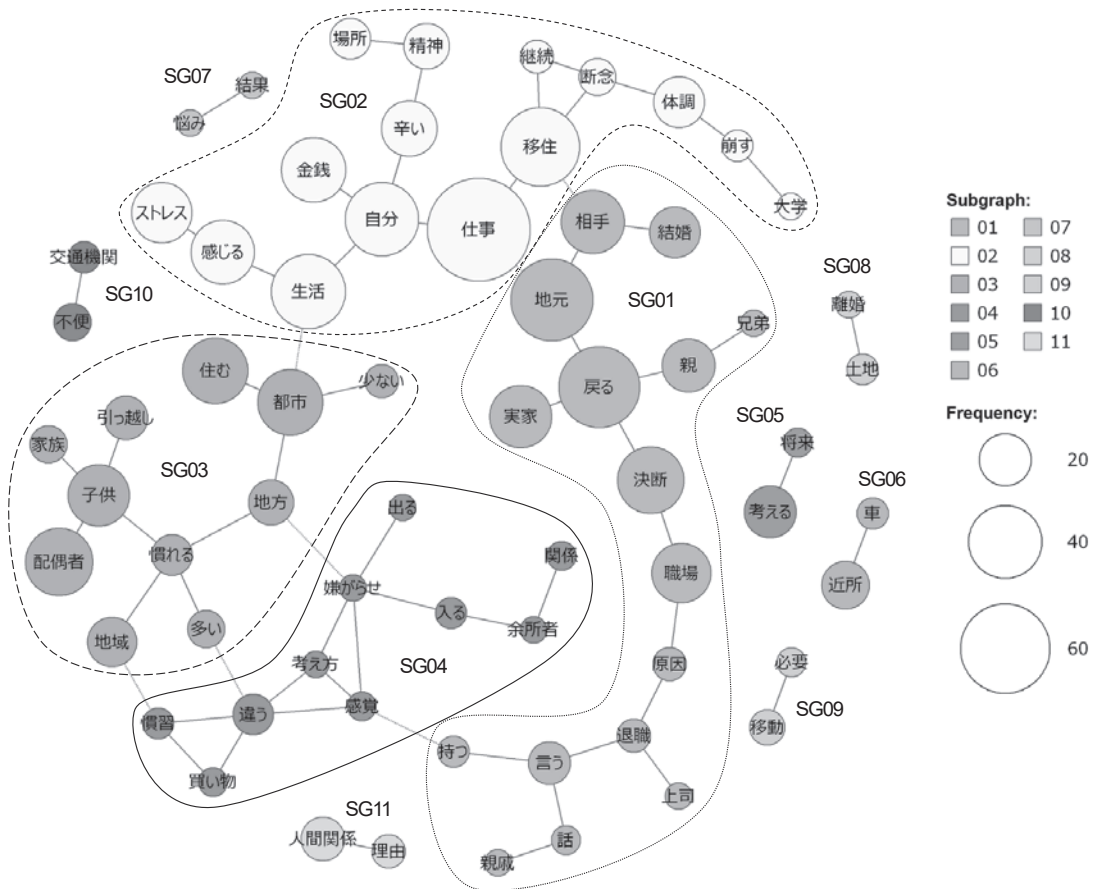 場所
精神
継続
断念
SG07
結果
悩み
SG02
体調
辛い
移住
崩す
金銭
大学
ストレス
自分
仕事
相手
結婚
感じる
交通機関
SG10
生活
地元
SG01
SG08
離婚
不便
兄弟
土地
住む
少ない
親
戻る
都市
実家
引っ越し
SG05
家族
SG03
将来
子供
地方
決断
SG06
出る
考える
車
配偶者
慣れる
関係
職場
近所
嫌がらせ
入る
余所者
地域
多い
考え方
SG04
原因
必要
慣習
違う
感覚
SG09
移動
持つ
退職
言う
買い物
上司
SG11
人間関係
理由
話
親戚
Subgraph:
01 07
02 08
03 09
04 10
05 11
06
Frequency:
20
40
60